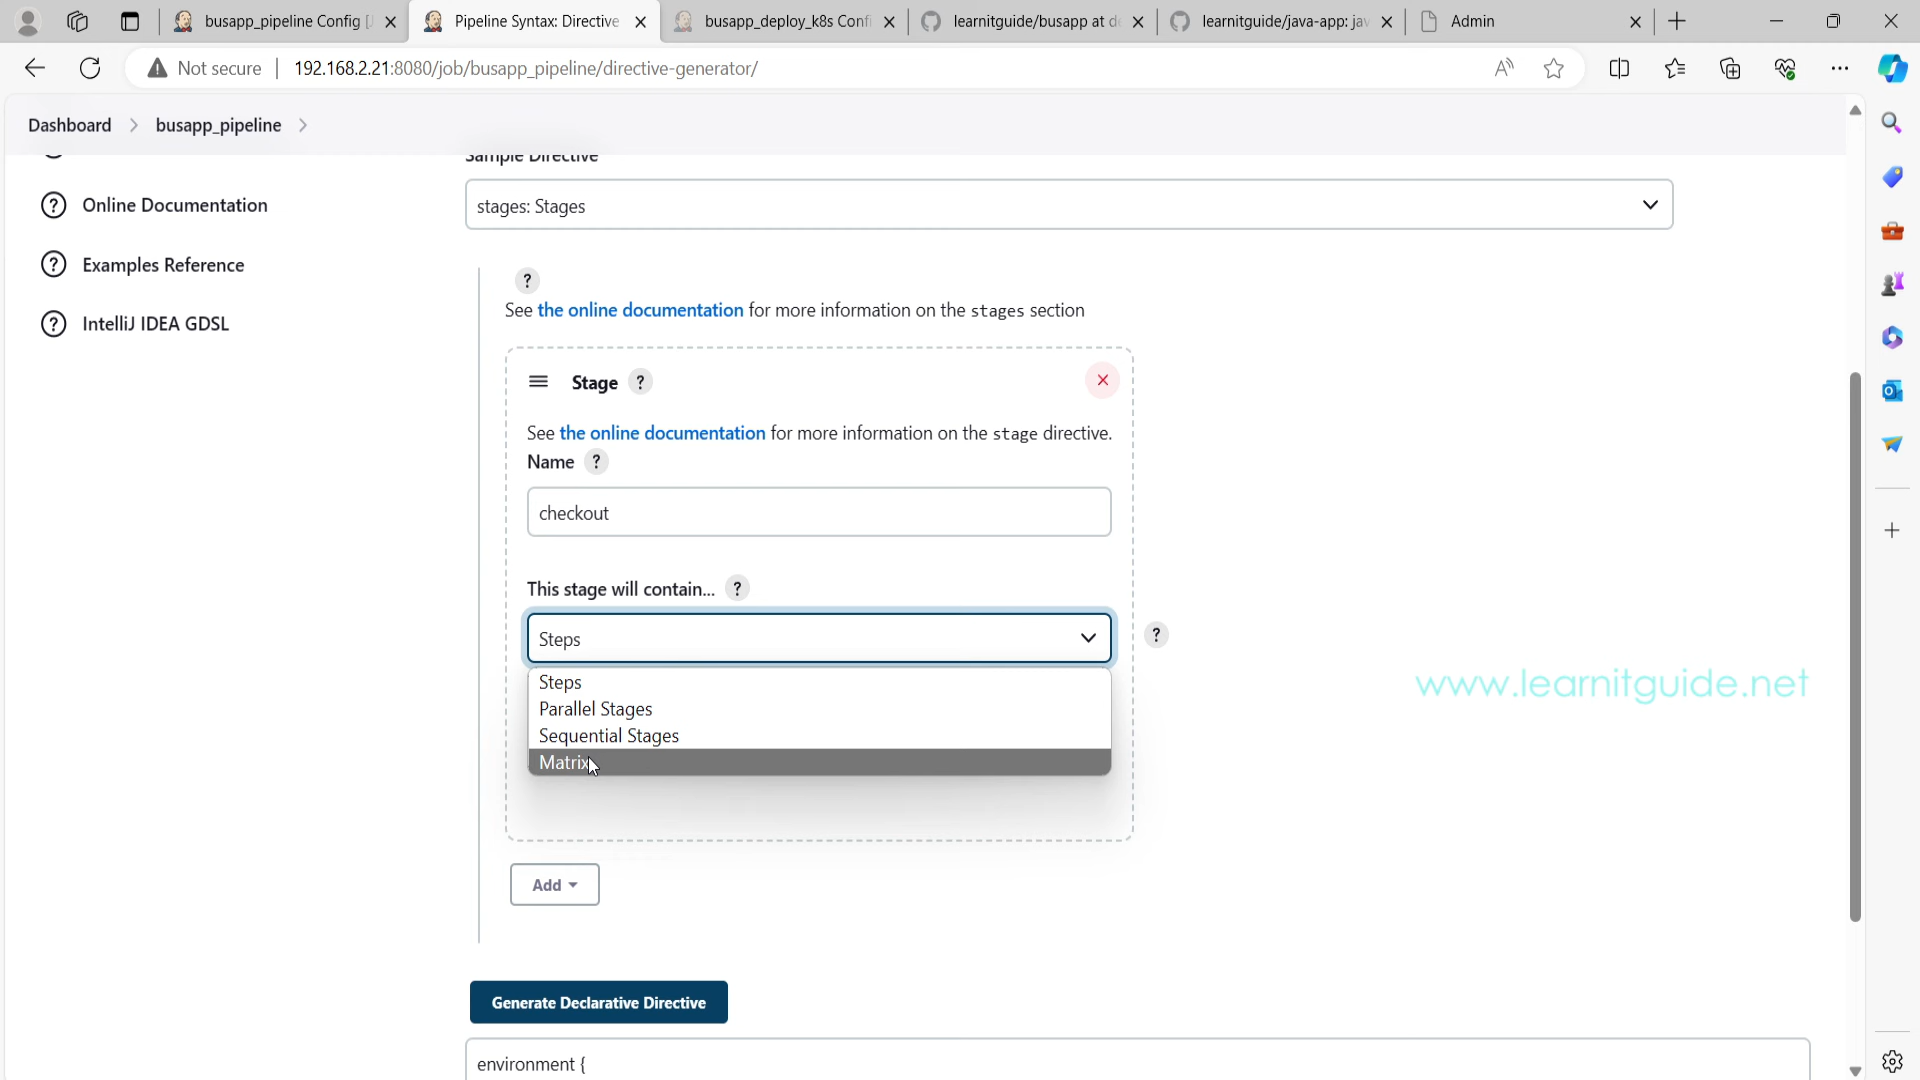 busapp_pipeline Config [J
Pipeline Syntax: Directive
busapp_deploy_k8s Confi
learnitguide/busapp at de
learnitguide/java-app: jav
Admin
Not secure
192.168.2.21:8080/job/busapp_pipeline/directive-generator/
Dashboard
busapp_pipeline
Sample Directive
Online Documentation
stages: Stages
Examples Reference
IntelliJ IDEA GDSL
?
See the online documentation for more information on the stages section
Stage ?
See the online documentation for more information on the stage directive.
Name ?
checkout
This stage will contain... ?
Steps
?
Steps
Parallel Stages
Sequential Stages
Matrix
www.learnitguide.net
Add
Generate Declarative Directive
environment {